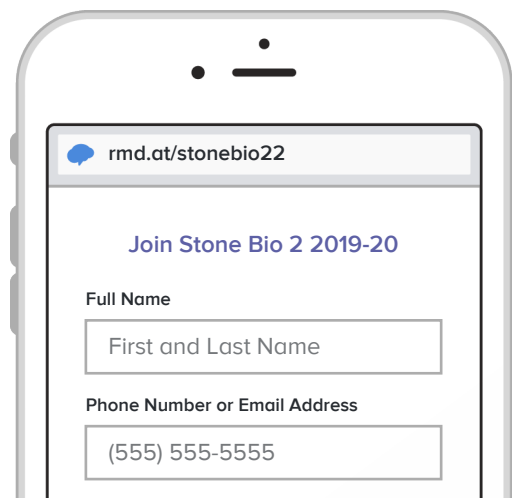 rmd.at/stonebio22
Join Stone Bio 2 2019-20
Full Name
First and Last Name
Phone Number or Email Address
(555) 555-5555